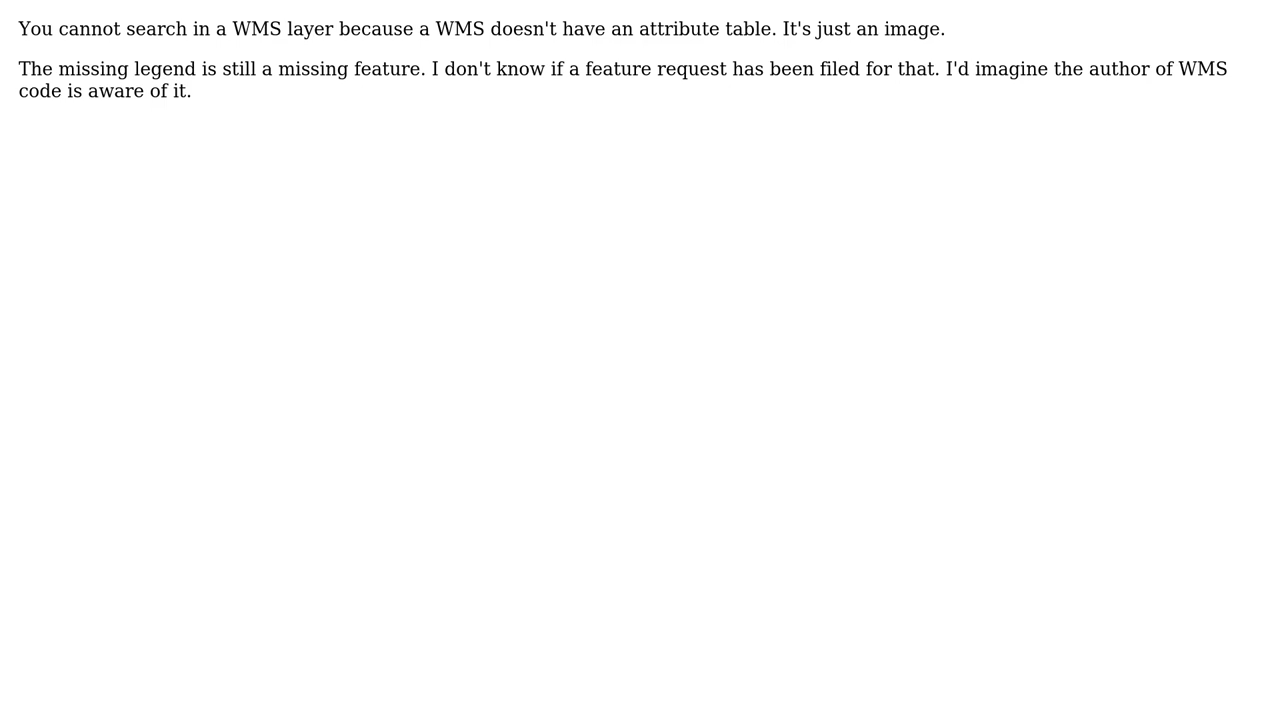 You cannot search in a WMS layer because a WMS doesn't have an attribute table. It's just an image.
The missing legend is still a missing feature. I don't know if a feature request has been filed for that. I'd imagine the author of WMS
code is aware of it.